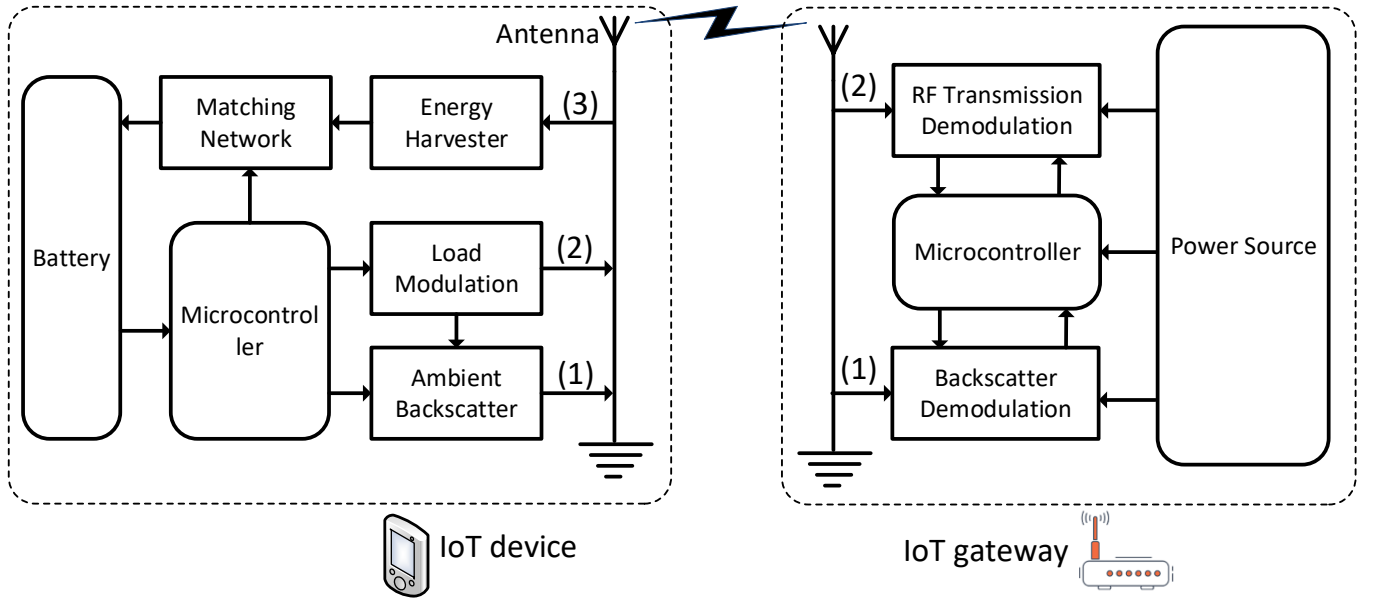 Antenna
Matching
Network
Energy
Harvester
(3)
Battery
Microcontrol
ler
Load
Modulation
(2)
Ambient
Backscatter
(1)
IoT device
(2)
RF Transmission
Demodulation
Microcontroller
Power Source
(1)
Backscatter
Demodulation
IoT gateway